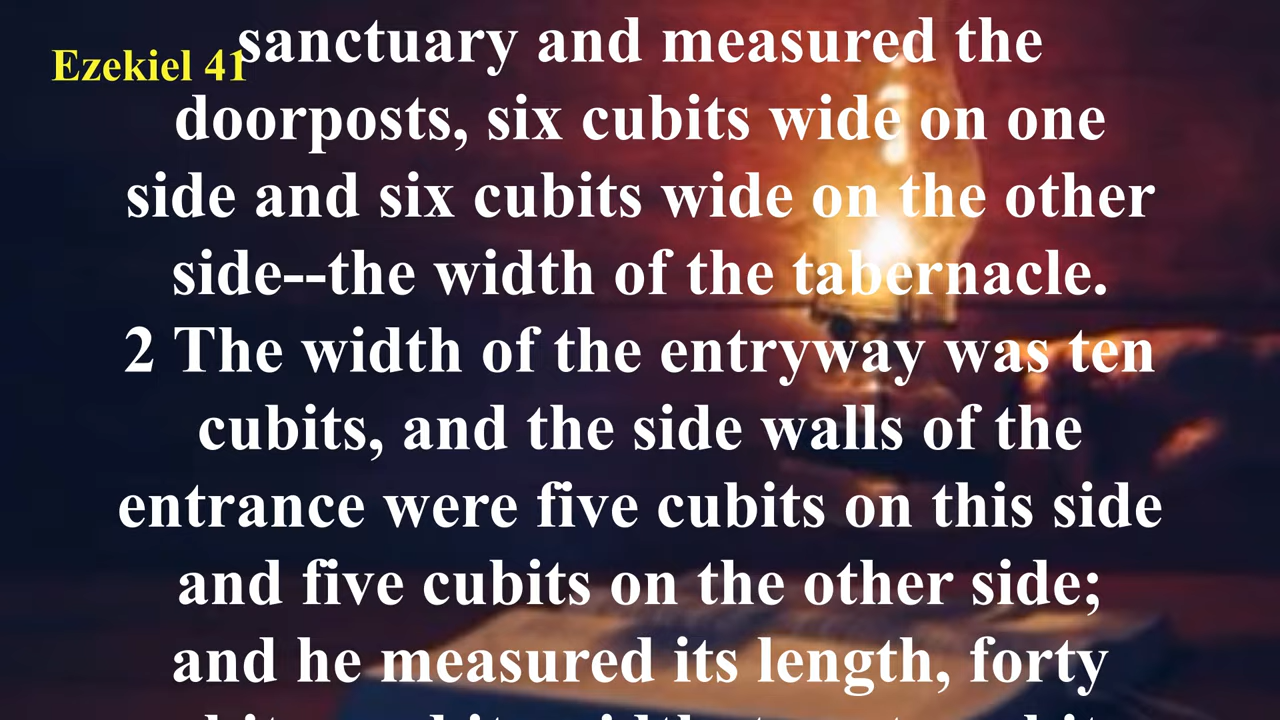 Ezekiel 41
sanctuary and measured the
doorposts, six cubits wide on one
side and six cubits wide on the other
side--the width of the tabernacle.
2 The width of the entryway was ten
cubits, and the side walls of the
entrance were five cubits on this side
and five cubits on the other side;
and he measured its length, forty